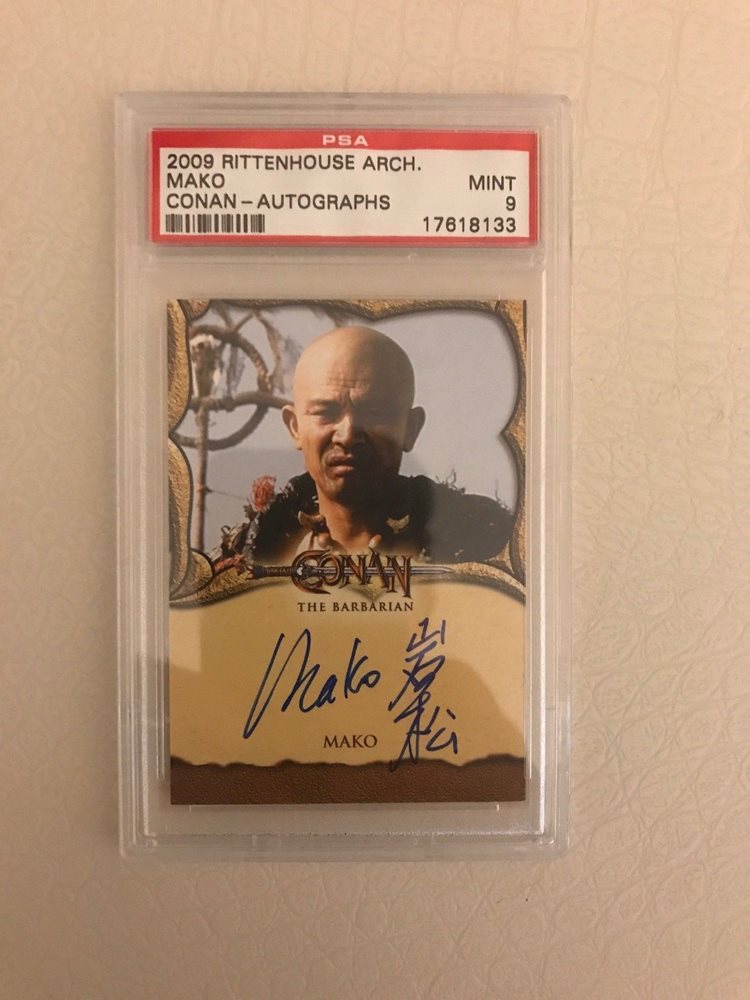 PSA
2009 RITTENHOUSE ARCH.
MAKO MINT
CONAN – AUTOGRAPHS 9
17618133
CONAN
THE BARBARIAN
Mako 岩松
MAKO